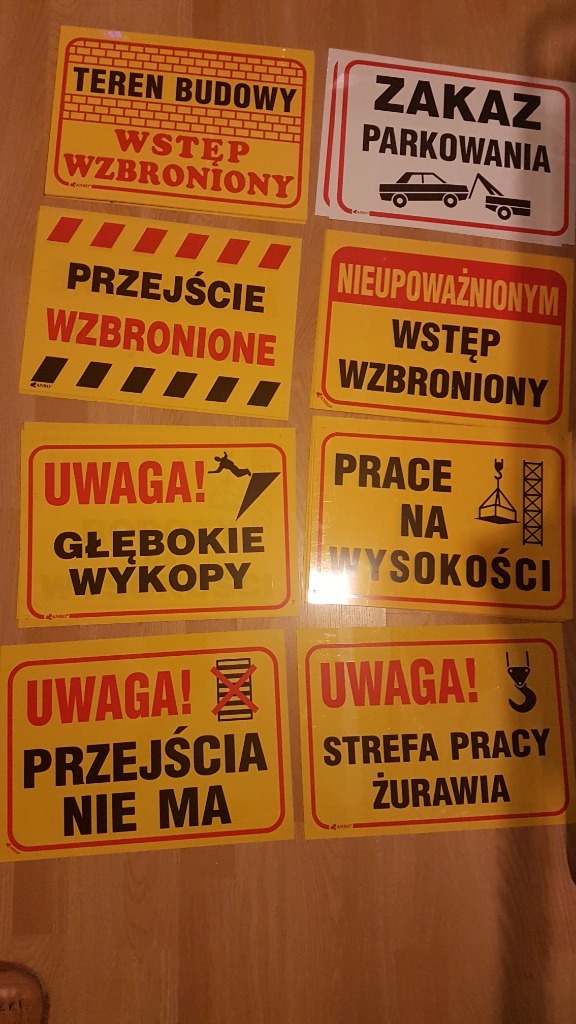 TEREN BUDOWY
WSTĘP
WZBRONIONY
ZAKAZ
PARKOWANIA
PRZEJŚCIE
WZBRONIONE
NIEUPOWAŻNIONYM
WSTĘP
WZBRONIONY
UWAGA!
GŁĘBOKIE
WYKOPY
PRACE
NA
WYSOKOŚCI
UWAGA!
PRZEJŚCIA
NIE MA
UWAGA!
STREFA PRACY
ŻURAWIA